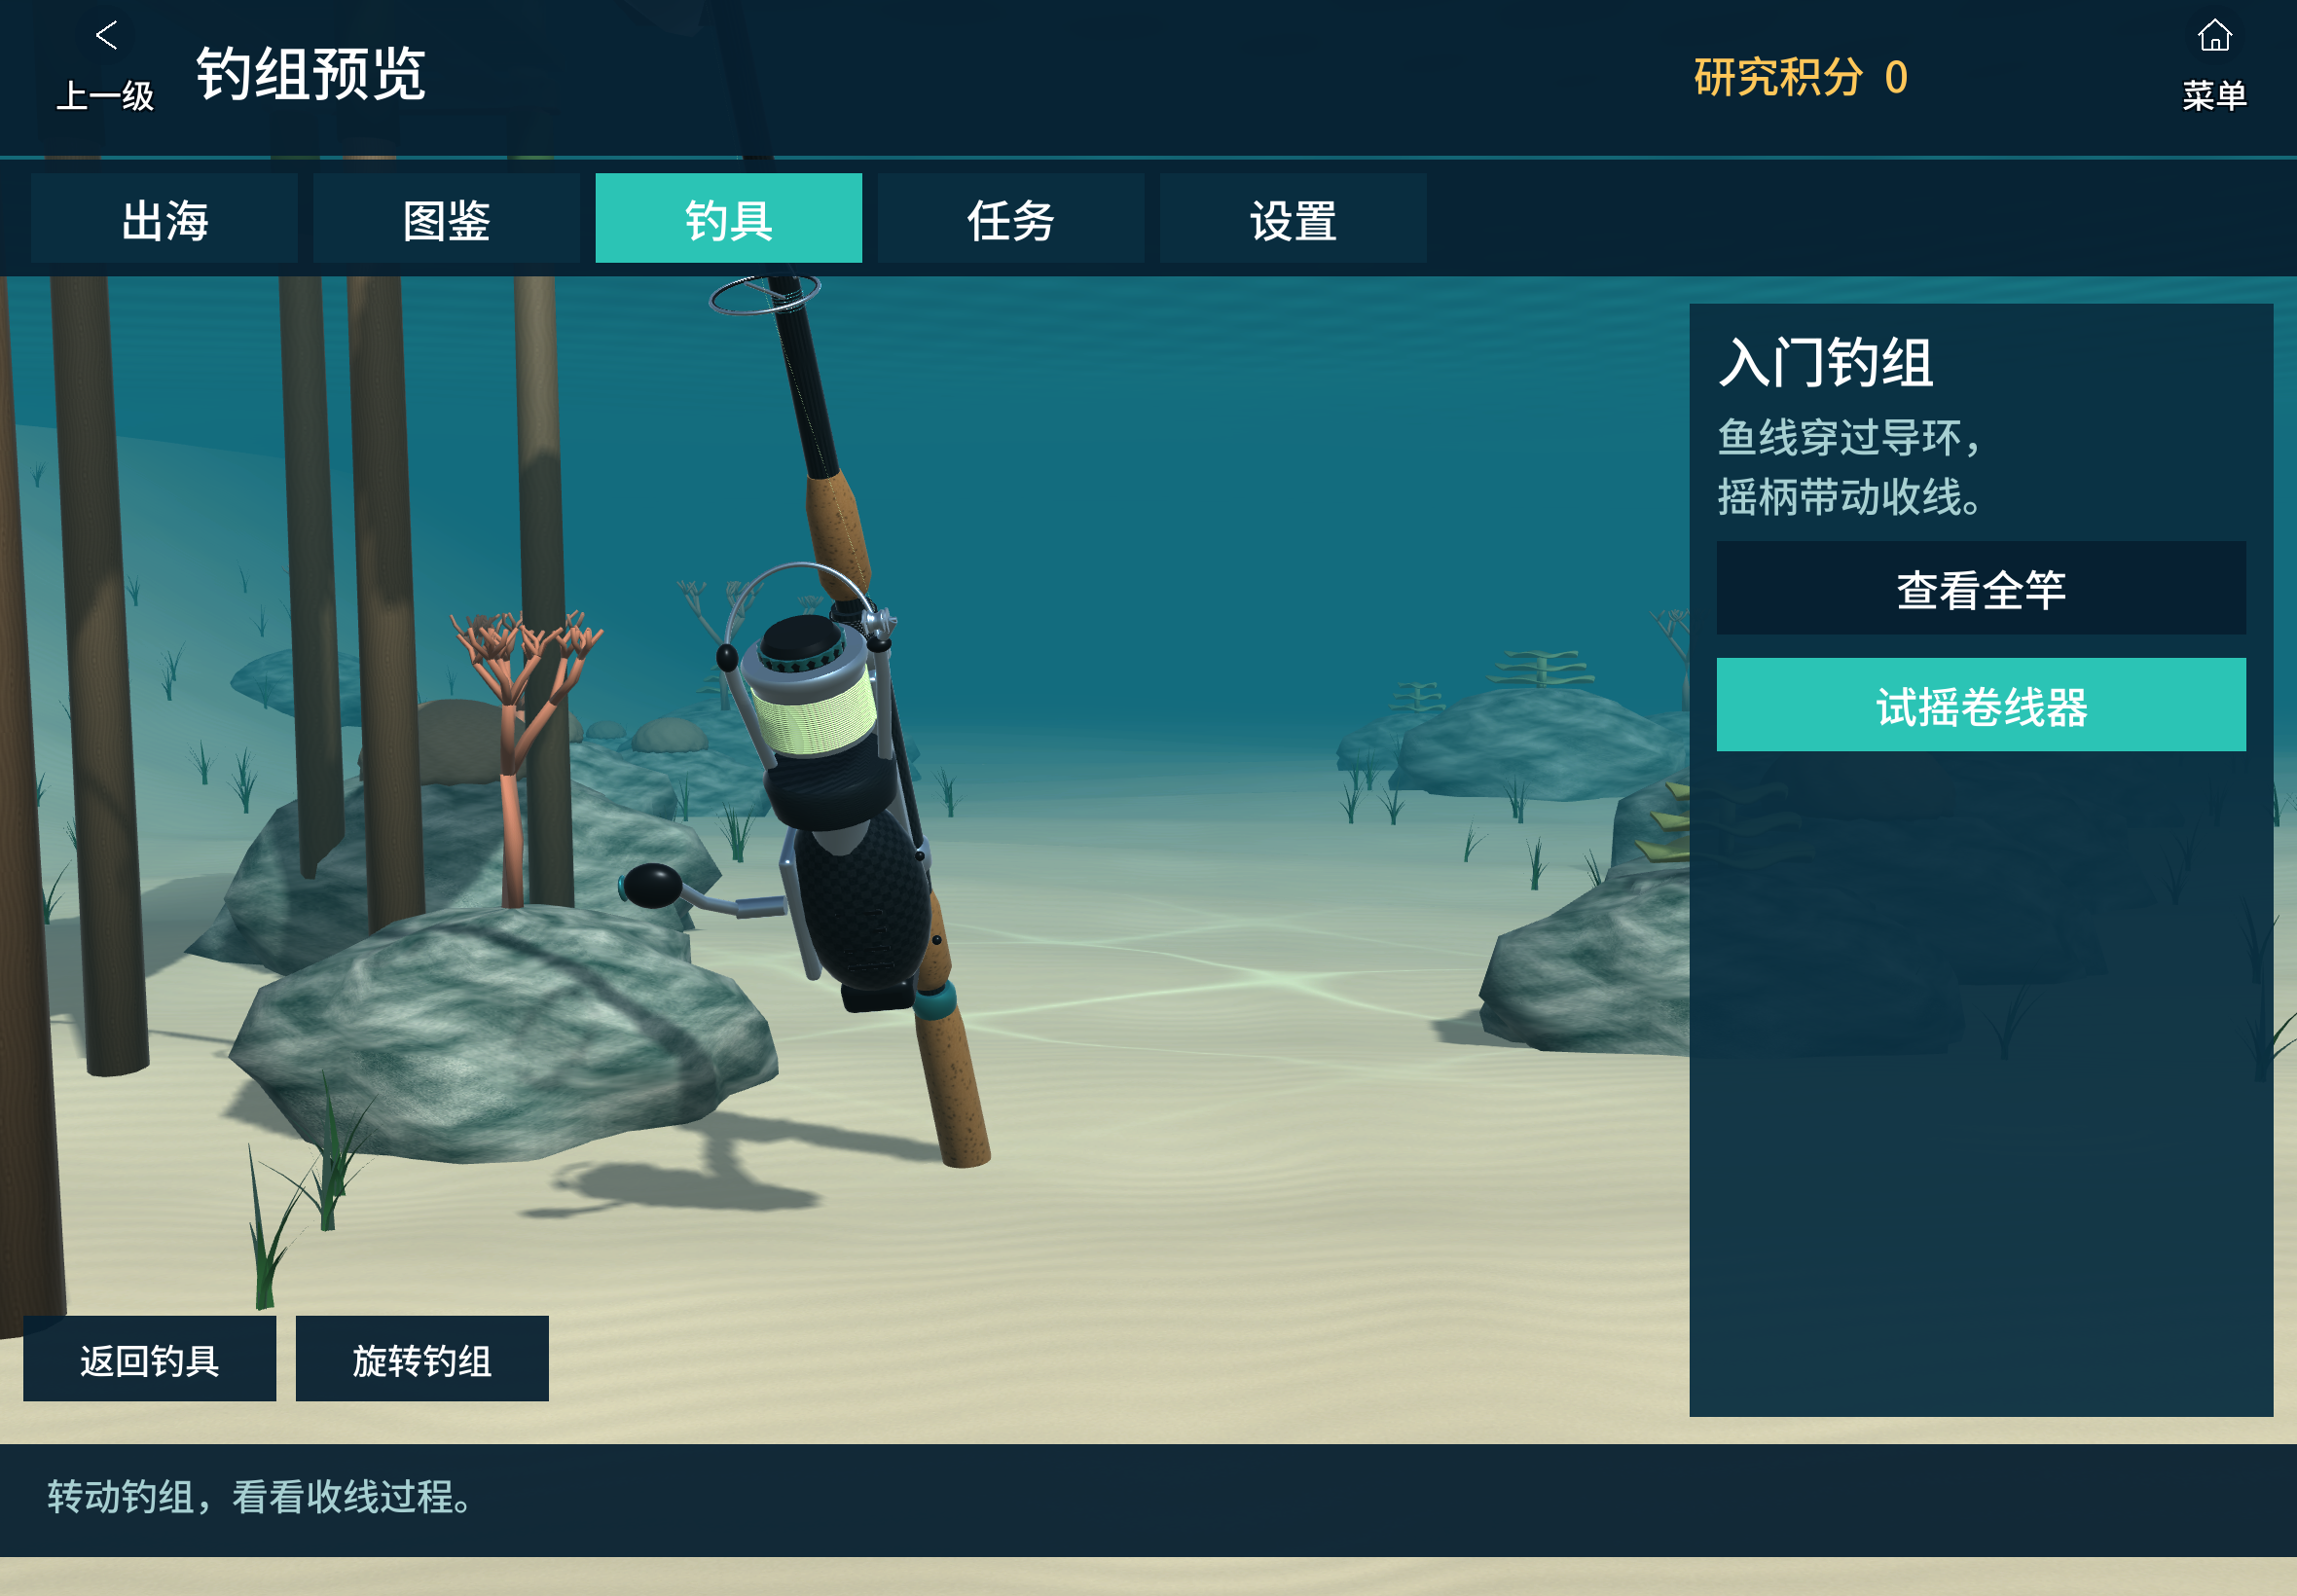 上一级
钓组预览
研究积分 0
菜单
出海
图鉴
钓具
任务
设置
入门钓组
鱼线穿过导环，
摇柄带动收线。
查看全竿
试摇卷线器
返回钓具
旋转钓组
转动钓组，看看收线过程。